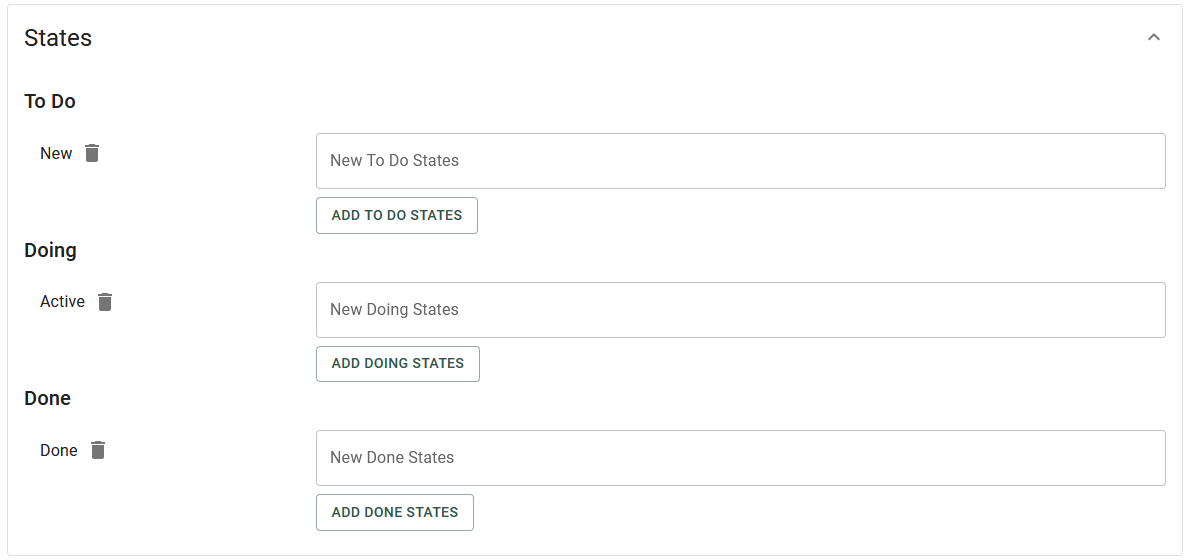 States
To Do
New
New To Do States
ADD TO DO STATES
Doing
Active
New Doing States
ADD DOING STATES
Done
Done
New Done States
ADD DONE STATES